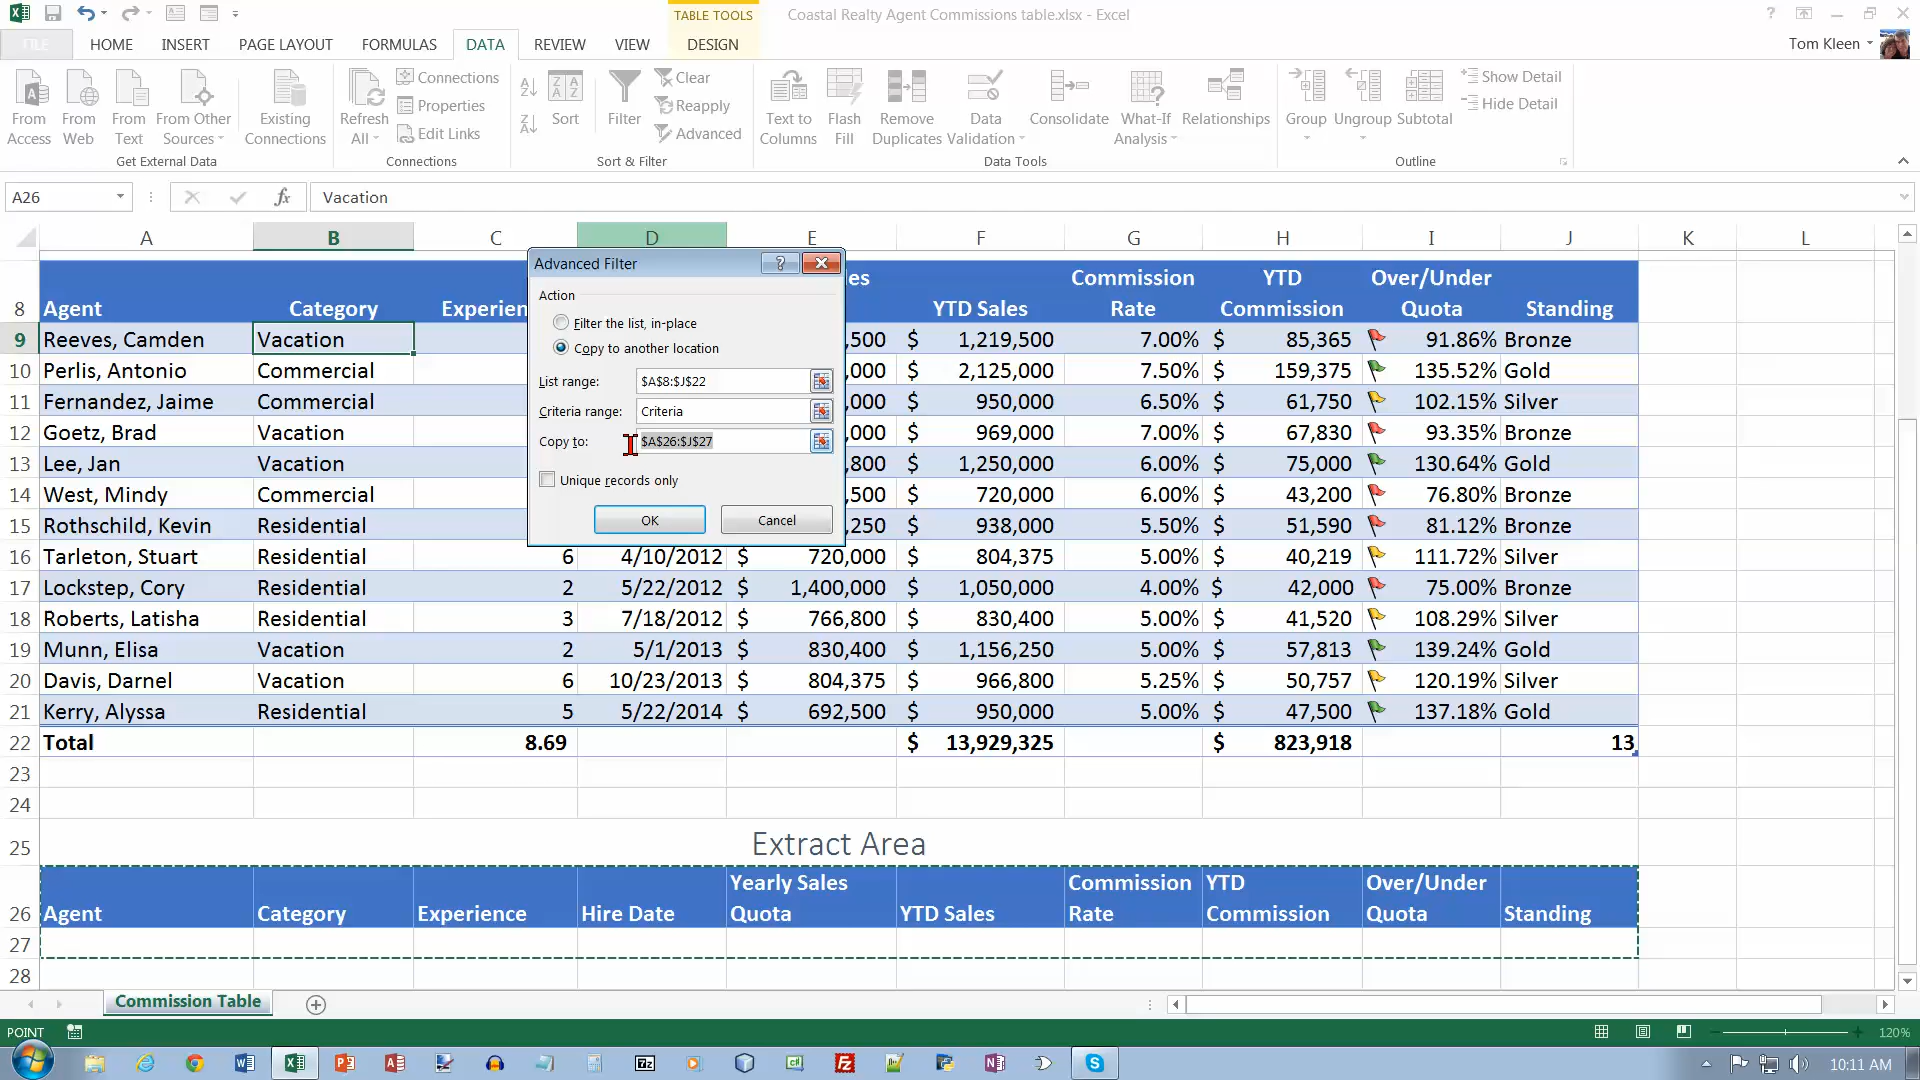 TABLE TOOLS
Coastal Realty Agent Commissions table.xlsx - Excel
FILE HOME INSERT PAGE LAYOUT FORMULAS DATA REVIEW VIEW DESIGN
Tom Kleen
From Access
From Web
From Text
From Other Sources
Get External Data
Existing Connections
Refresh All
Connections
Properties
Edit Links
Connections
Sort
Filter
Clear
Reapply
Advanced
Sort & Filter
Text to Columns
Flash Fill
Remove Duplicates
Data Validation
Consolidate
What-If Analysis
Relationships
Data Tools
Group
Ungroup
Subtotal
Show Detail
Hide Detail
Outline
A26 fx Vacation
A B C D E F G H I J K L
8 Agent Category Experien es YTD Sales Commission Rate YTD Commission Over/Under Quota Standing
9 Reeves, Camden Vacation ,500 $ 1,219,500 7.00% $ 85,365 91.86% Bronze
10 Perlis, Antonio Commercial ,000 $ 2,125,000 7.50% $ 159,375 135.52% Gold
11 Fernandez, Jaime Commercial ,000 $ 950,000 6.50% $ 61,750 102.15% Silver
12 Goetz, Brad Vacation ,000 $ 969,000 7.00% $ 67,830 93.35% Bronze
13 Lee, Jan Vacation ,800 $ 1,250,000 6.00% $ 75,000 130.64% Gold
14 West, Mindy Commercial ,500 $ 720,000 6.00% $ 43,200 76.80% Bronze
15 Rothschild, Kevin Residential ,250 $ 938,000 5.50% $ 51,590 81.12% Bronze
16 Tarleton, Stuart Residential 6 4/10/2012 $ 720,000 $ 804,375 5.00% $ 40,219 111.72% Silver
17 Lockstep, Cory Residential 2 5/22/2012 $ 1,400,000 $ 1,050,000 4.00% $ 42,000 75.00% Bronze
18 Roberts, Latisha Residential 3 7/18/2012 $ 766,800 $ 830,400 5.00% $ 41,520 108.29% Silver
19 Munn, Elisa Vacation 2 5/1/2013 $ 830,400 $ 1,156,250 5.00% $ 57,813 139.24% Gold
20 Davis, Darnel Vacation 6 10/23/2013 $ 804,375 $ 966,800 5.25% $ 50,757 120.19% Silver
21 Kerry, Alyssa Residential 5 5/22/2014 $ 692,500 $ 950,000 5.00% $ 47,500 137.18% Gold
22 Total 8.69 $ 13,929,325 $ 823,918 13
23
24
25 Extract Area
26 Agent Category Experience Hire Date Yearly Sales Quota YTD Sales Commission Rate YTD Commission Over/Under Quota Standing
27
28
Advanced Filter
Action
Filter the list, in-place
Copy to another location
List range: $A$8:$J$22
Criteria range: Criteria
Copy to: $A$26:$J$27
Unique records only
OK Cancel
Commission Table
POINT
120%
10:11 AM